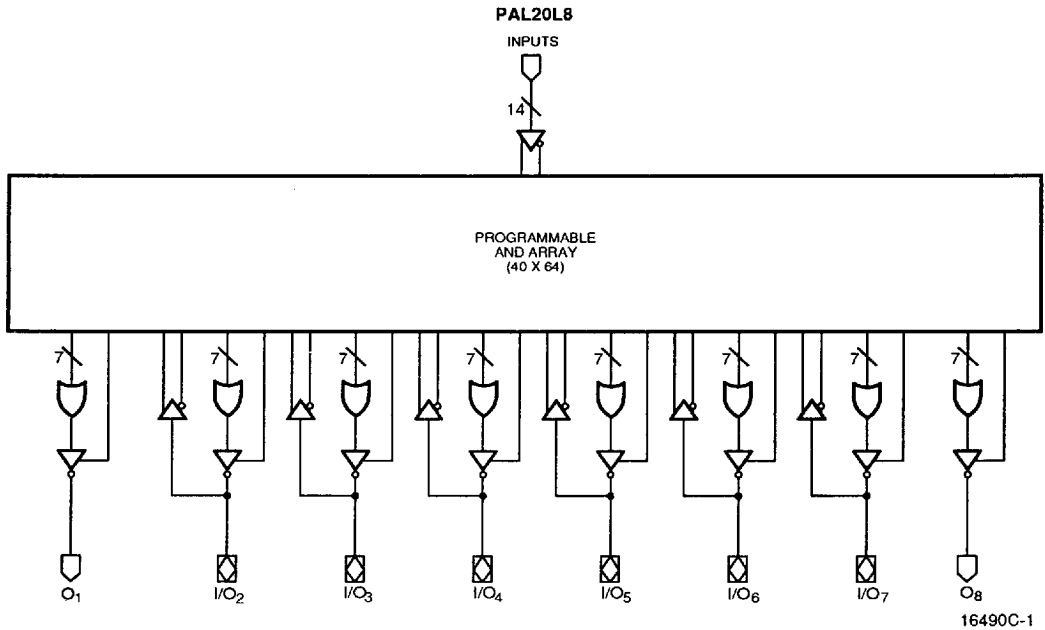 PAL20L8
INPUTS
14
PROGRAMMABLE
AND ARRAY
(40 X 64)
7 7 7 7 7 7 7 7
O1 I/O2 I/O3 I/O4 I/O5 I/O6 I/O7 O8
16490C-1